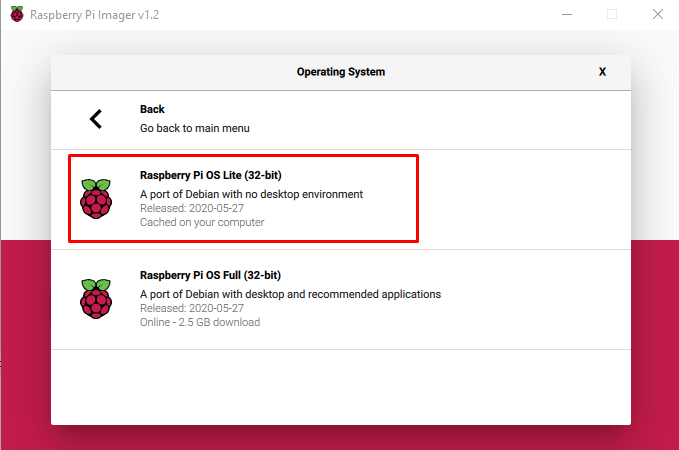 Raspberry Pi Imager v1.2
Operating System
X
Back
Go back to main menu
Raspberry Pi OS Lite (32-bit)
A port of Debian with no desktop environment
Released: 2020-05-27
Cached on your computer
Raspberry Pi OS Full (32-bit)
A port of Debian with desktop and recommended applications
Released: 2020-05-27
Online - 2.5 GB download